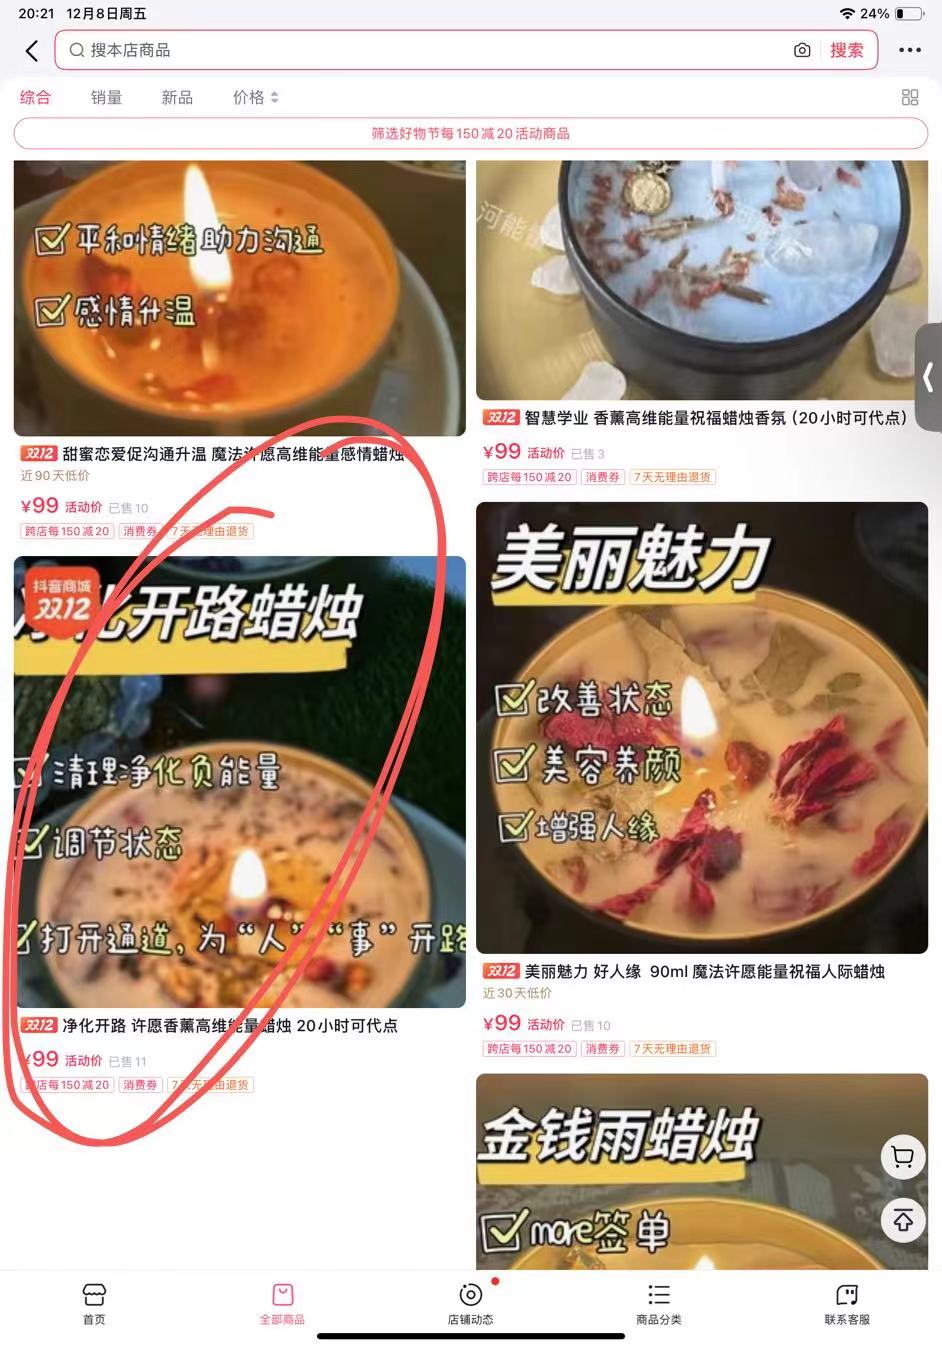 20:21 12月8日周五
24%
搜本店商品
搜索
综合
销量
新品
价格
筛选好物节每150减20活动商品
平和情绪助力沟通
感情升温
双12 甜蜜恋爱促沟通升温 魔法许愿高维能量感情蜡烛
近90天低价
¥99 活动价 已售10
跨店每150减20 消费券 7天无理由退货
抖音商城
双12
净化开路蜡烛
清理净化负能量
调节状态
打开通道,为“人”“事”开路
双12 净化开路 许愿香薰高维能量蜡烛 20小时可代点
¥99 活动价 已售11
跨店每150减20 消费券 7天无理由退货
河能量
双12 智慧学业 香薰高维能量祝福蜡烛香氛（20小时可代点）
¥99 活动价 已售3
跨店每150减20 消费券 7天无理由退货
美丽魅力
改善状态
美容养颜
增强人缘
双12 美丽魅力 好人缘 90ml 魔法许愿能量祝福人际蜡烛
近30天低价
¥99 活动价 已售10
跨店每150减20 消费券 7天无理由退货
金钱雨蜡烛
more签单
首页
全部商品
店铺动态
商品分类
联系客服